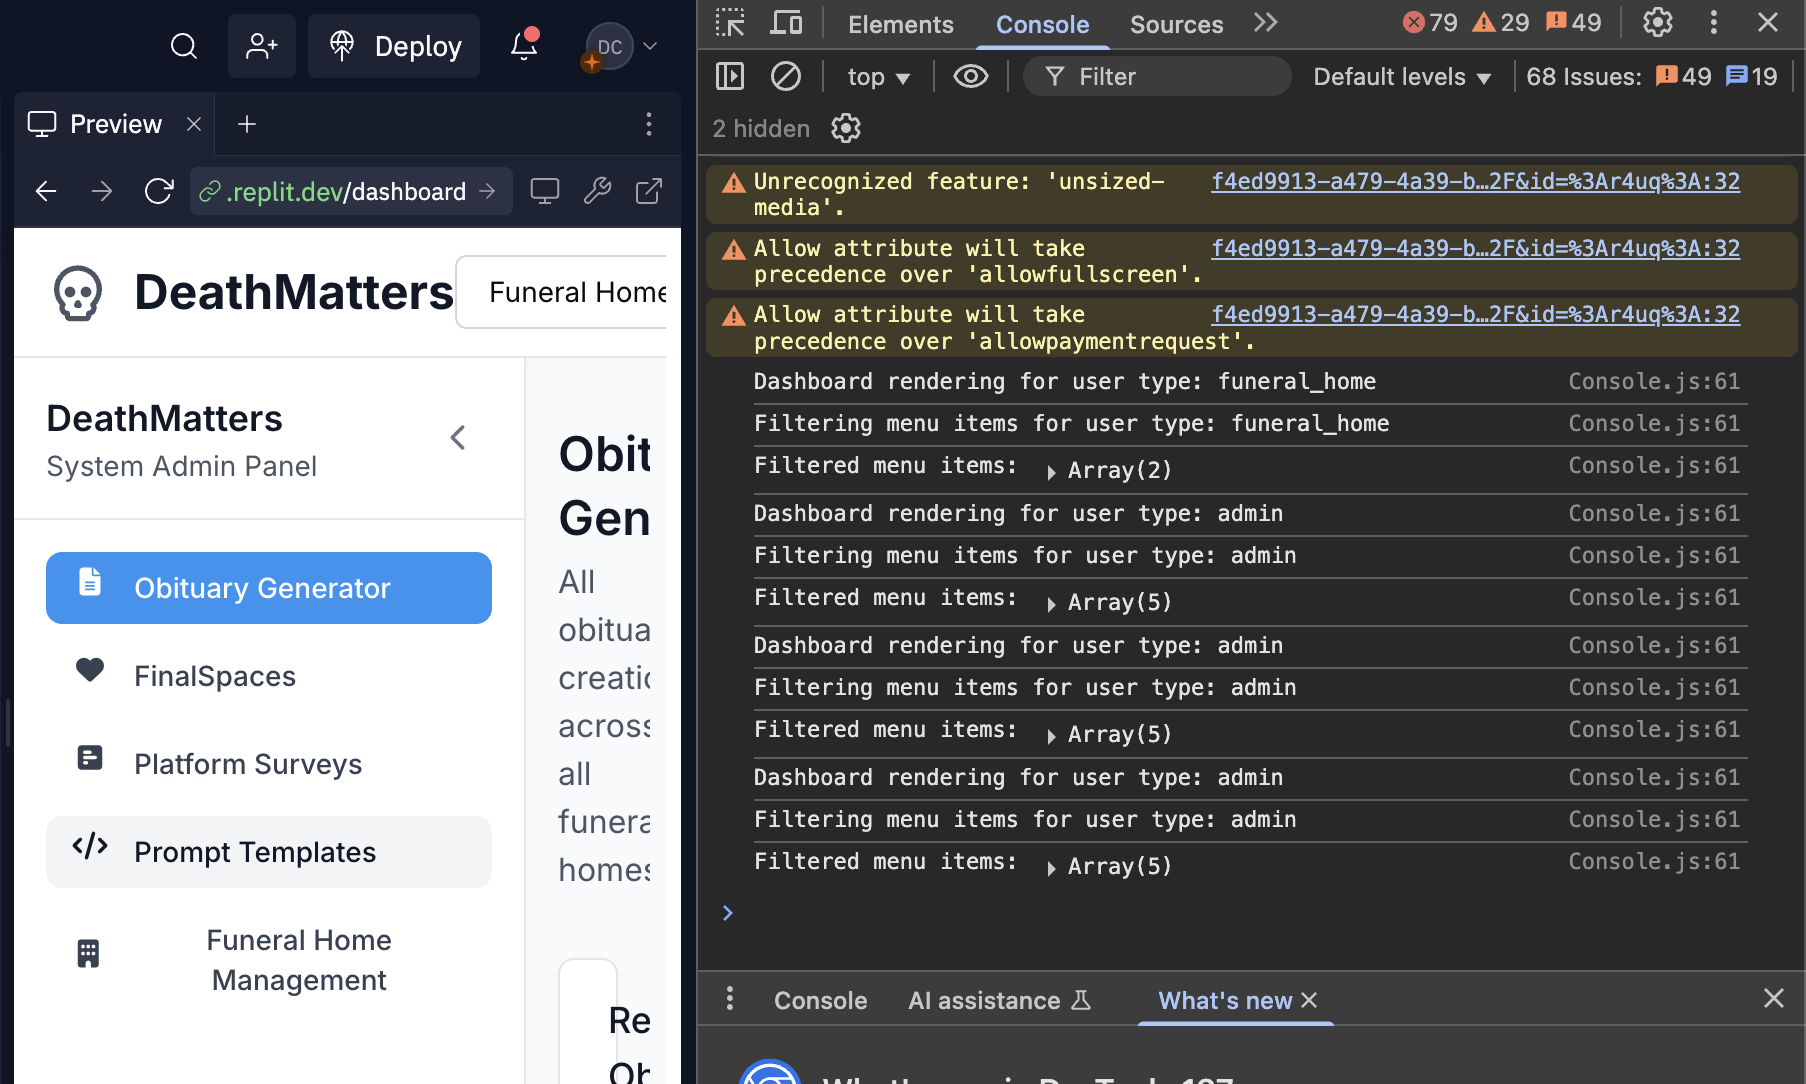 Deploy
DC
Preview
.replit.dev/dashboard
DeathMatters
Funeral Home
DeathMatters
System Admin Panel
Obituary Generator
FinalSpaces
Platform Surveys
Prompt Templates
Funeral Home
Management
Obit
Gen
All
obitua
creatic
across
all
funera
homes
Re
Ob
Elements
Console
Sources
79
29
49
top
Filter
Default levels
68 Issues:
49
19
2 hidden
Unrecognized feature: 'unsized-
media'.
f4ed9913-a479-4a39-b…2F&id=%3Ar4uq%3A:32
Allow attribute will take
precedence over 'allowfullscreen'.
f4ed9913-a479-4a39-b…2F&id=%3Ar4uq%3A:32
Allow attribute will take
precedence over 'allowpaymentrequest'.
f4ed9913-a479-4a39-b…2F&id=%3Ar4uq%3A:32
Dashboard rendering for user type: funeral_home Console.js:61
Filtering menu items for user type: funeral_home Console.js:61
Filtered menu items: Array(2) Console.js:61
Dashboard rendering for user type: admin Console.js:61
Filtering menu items for user type: admin Console.js:61
Filtered menu items: Array(5) Console.js:61
Dashboard rendering for user type: admin Console.js:61
Filtering menu items for user type: admin Console.js:61
Filtered menu items: Array(5) Console.js:61
Dashboard rendering for user type: admin Console.js:61
Filtering menu items for user type: admin Console.js:61
Filtered menu items: Array(5) Console.js:61
Console
AI assistance
What's new